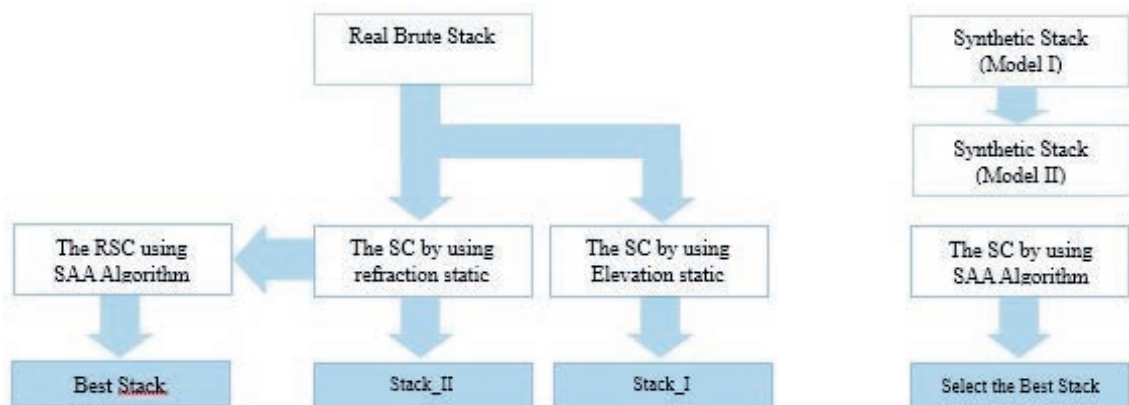 Real Brute Stack
Synthetic Stack
(Model I)
Synthetic Stack
(Model II)
The RSC using
SAA Algorithm
The SC by using
refraction static
The SC by using
Elevation static
The SC by using
SAA Algorithm
Best Stack
Stack_II
Stack_I
Select the Best Stack